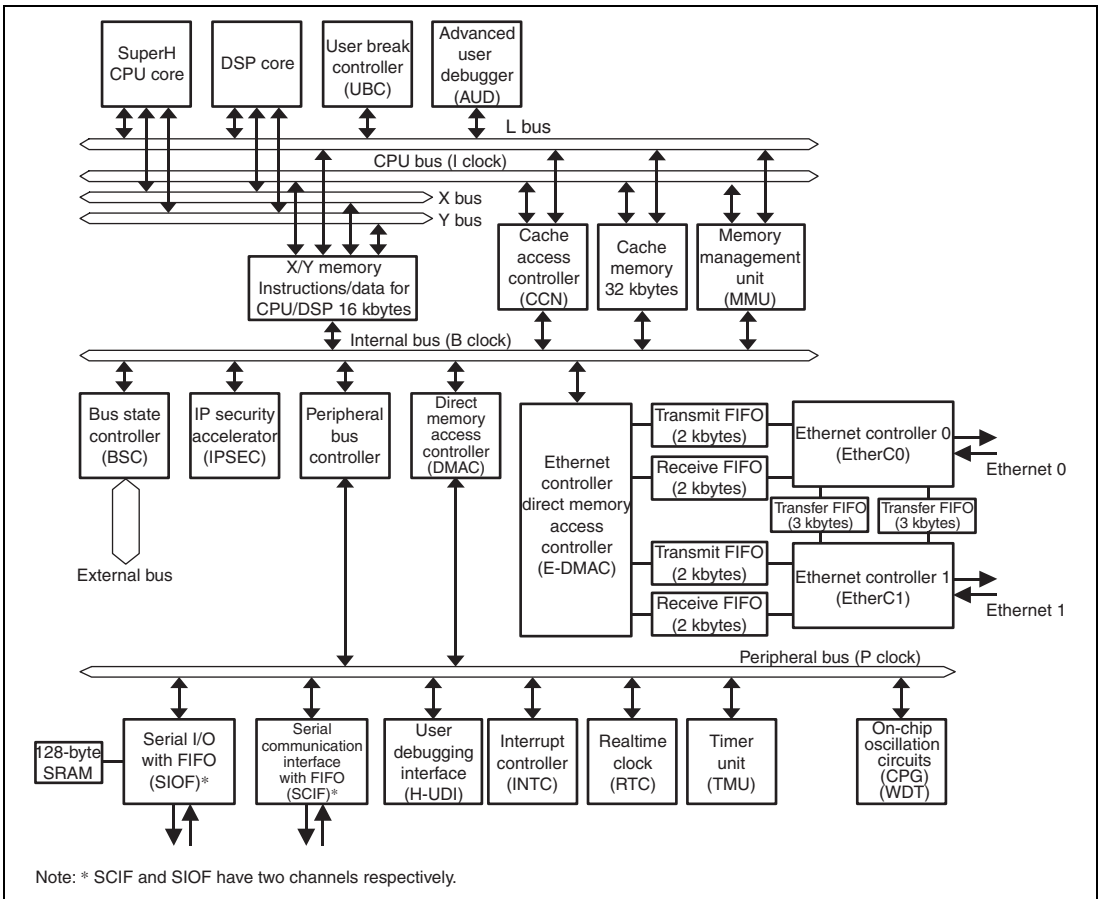 SuperH
CPU core
DSP core
User break
controller
(UBC)
Advanced
user
debugger
(AUD)
L bus
CPU bus (I clock)
X bus
Y bus
X/Y memory
Instructions/data for
CPU/DSP 16 kbytes
Cache
access
controller
(CCN)
Cache
memory
32 kbytes
Memory
management
unit
(MMU)
Internal bus (B clock)
Bus state
controller
(BSC)
IP security
accelerator
(IPSEC)
Peripheral
bus
controller
Direct
memory
access
controller
(DMAC)
Ethernet
controller
direct memory
access
controller
(E-DMAC)
Transmit FIFO
(2 kbytes)
Receive FIFO
(2 kbytes)
Ethernet controller 0
(EtherC0)
Ethernet 0
Transfer FIFO
(3 kbytes)
Transfer FIFO
(3 kbytes)
Transmit FIFO
(2 kbytes)
Receive FIFO
(2 kbytes)
Ethernet controller 1
(EtherC1)
Ethernet 1
External bus
Peripheral bus (P clock)
128-byte
SRAM
Serial I/O
with FIFO
(SIOF)*
Serial
communication
interface
with FIFO
(SCIF)*
User
debugging
interface
(H-UDI)
Interrupt
controller
(INTC)
Realtime
clock
(RTC)
Timer
unit
(TMU)
On-chip
oscillation
circuits
(CPG)
(WDT)
Note: * SCIF and SIOF have two channels respectively.